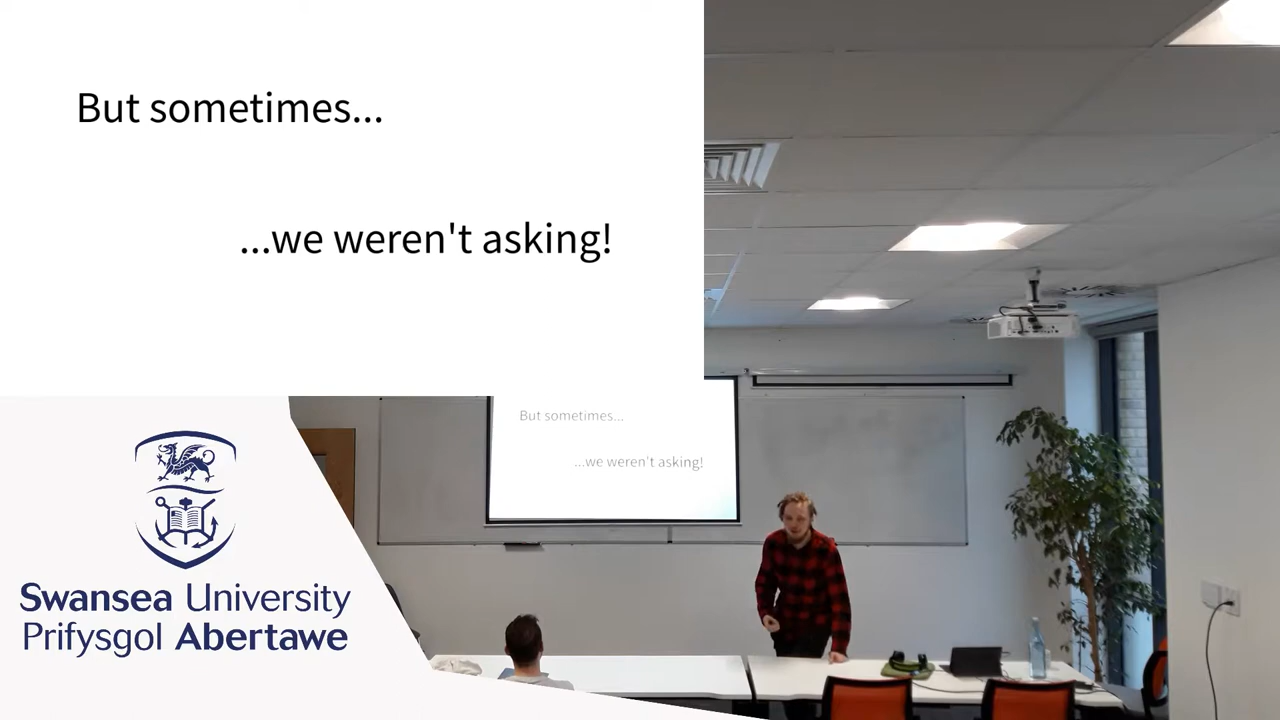 But sometimes...
...we weren't asking!
But sometimes...
...we weren't asking!
Swansea University
Prifysgol Abertawe